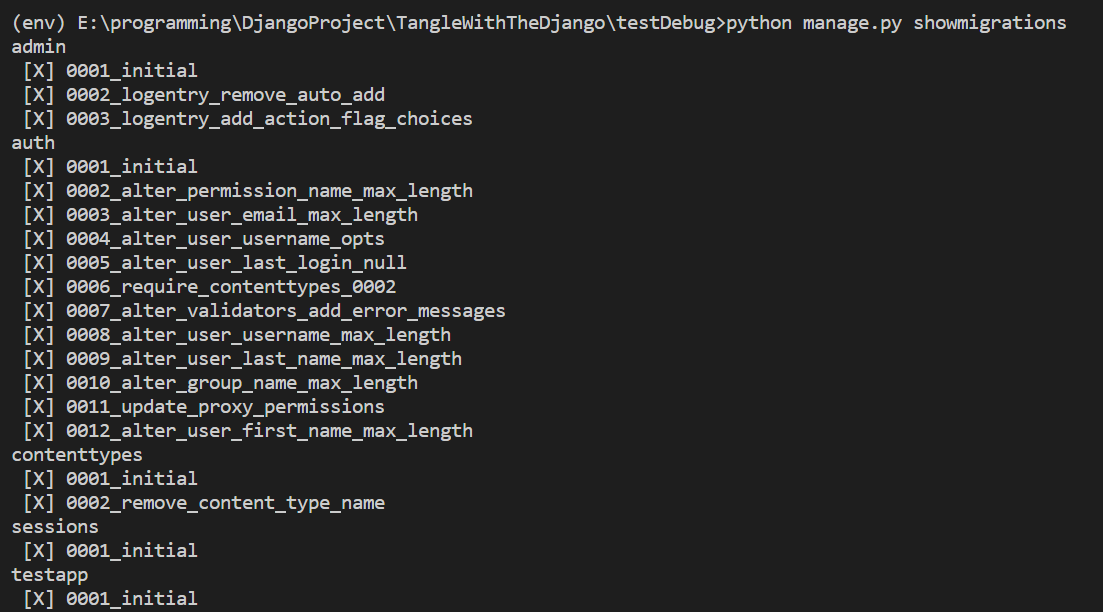 (env) E:\programming\DjangoProject\TangleWithTheDjango\testDebug>python manage.py showmigrations
admin
 [X] 0001_initial
 [X] 0002_logentry_remove_auto_add
 [X] 0003_logentry_add_action_flag_choices
auth
 [X] 0001_initial
 [X] 0002_alter_permission_name_max_length
 [X] 0003_alter_user_email_max_length
 [X] 0004_alter_user_username_opts
 [X] 0005_alter_user_last_login_null
 [X] 0006_require_contenttypes_0002
 [X] 0007_alter_validators_add_error_messages
 [X] 0008_alter_user_username_max_length
 [X] 0009_alter_user_last_name_max_length
 [X] 0010_alter_group_name_max_length
 [X] 0011_update_proxy_permissions
 [X] 0012_alter_user_first_name_max_length
contenttypes
 [X] 0001_initial
 [X] 0002_remove_content_type_name
sessions
 [X] 0001_initial
testapp
 [X] 0001_initial